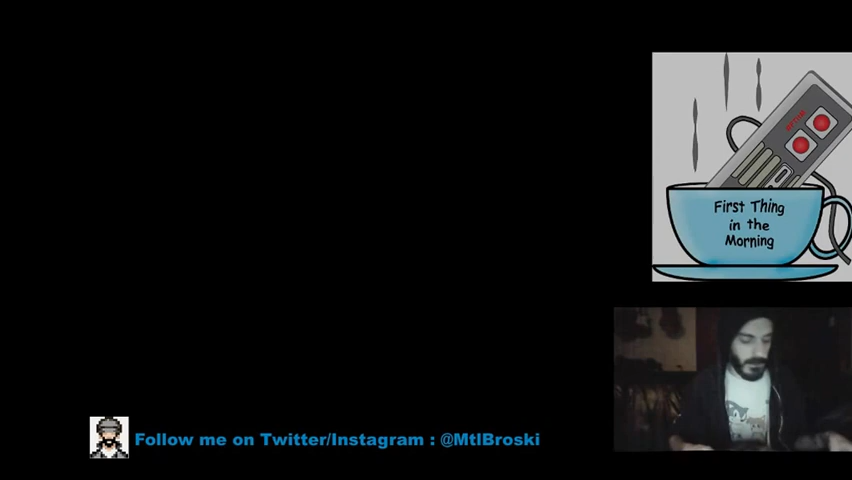 First Thing
in the
Morning
Follow me on Twitter/Instagram : @MtlBroski